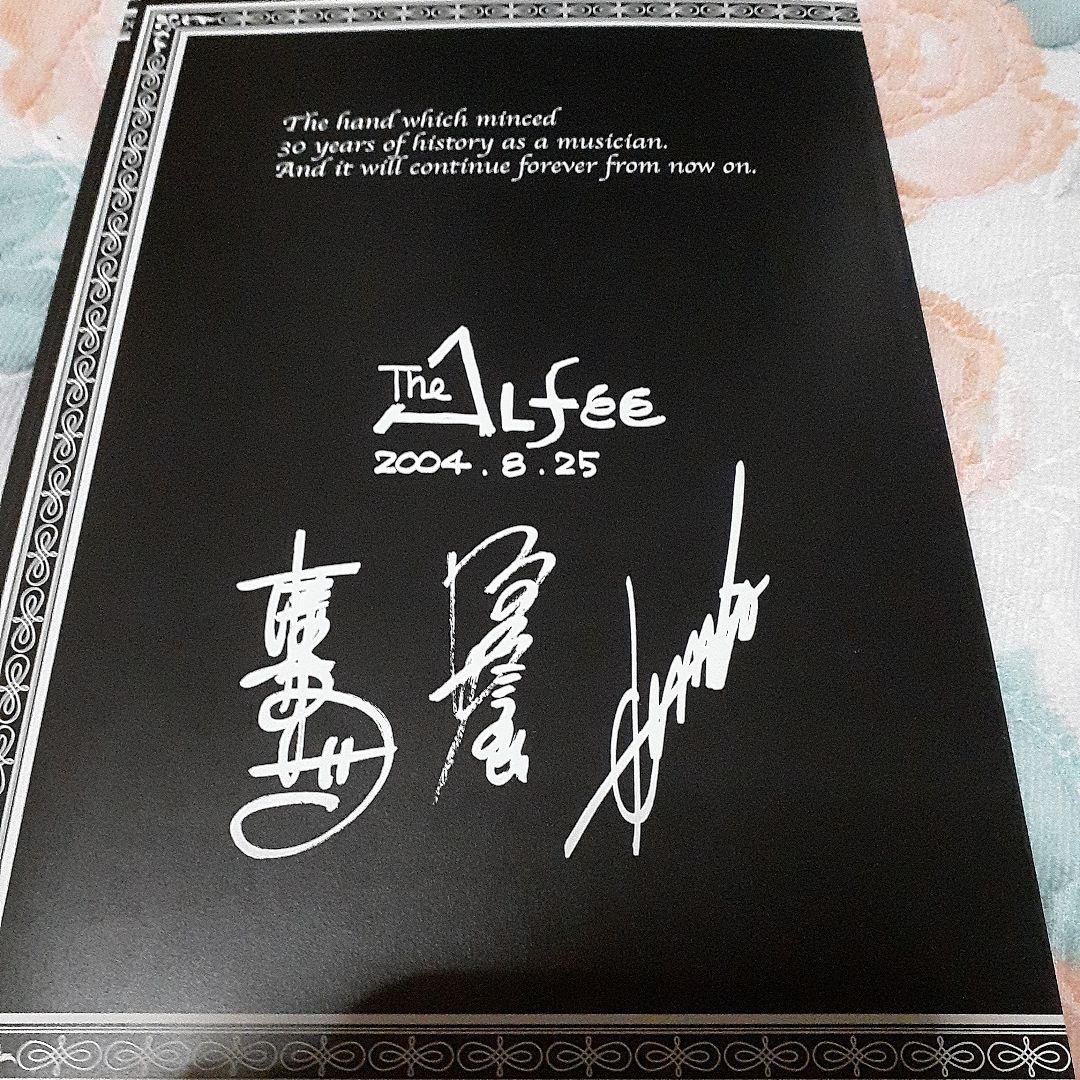 The hand which minced
30 years of history as a musician.
And it will continue forever from now on.
The ALFEE
2004.8.25